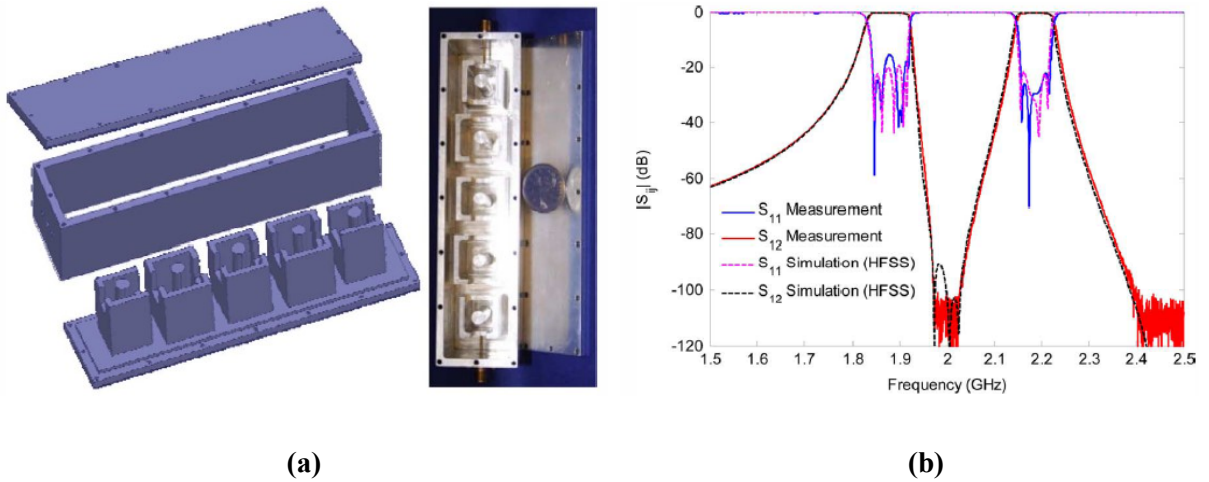 0
-20
-40
-60
-80
-100
-120
|Sij| (dB)
S11 Measurement
S12 Measurement
S11 Simulation (HFSS)
S12 Simulation (HFSS)
1.5 1.6 1.7 1.8 1.9 2 2.1 2.2 2.3 2.4 2.5
Frequency (GHz)
(a) (b)